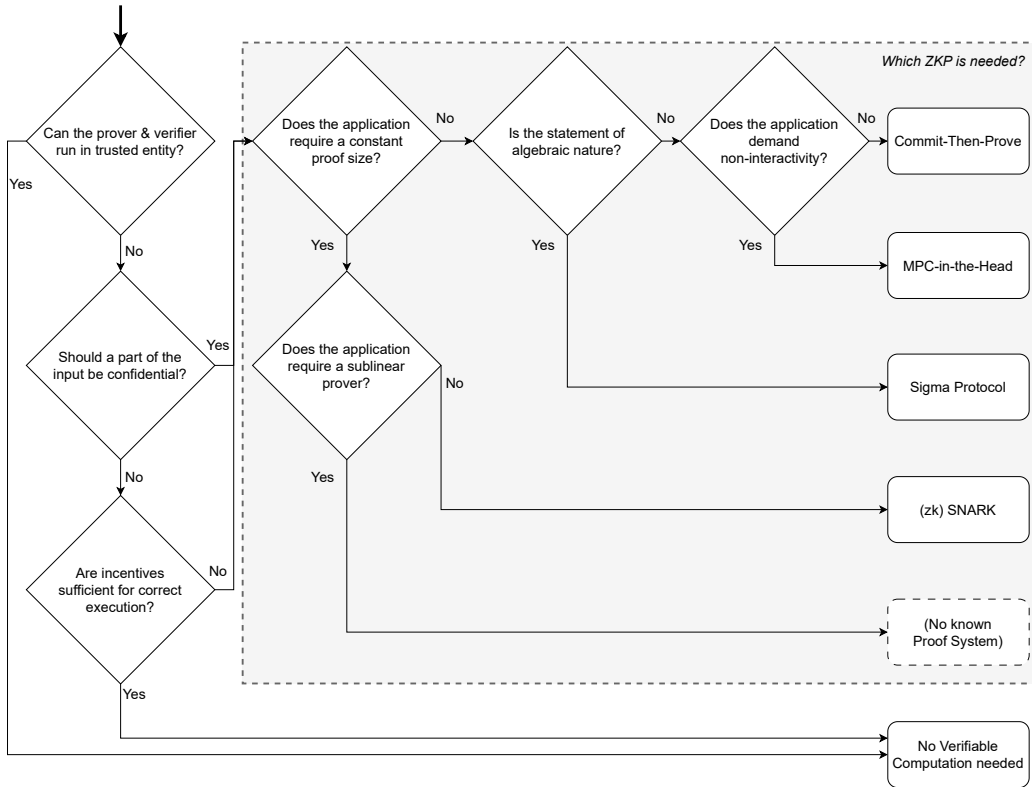 Which ZKP is needed?
Can the prover & verifier
run in trusted entity?
Yes
No
Does the application
require a constant
proof size?
No
Yes
Is the statement of
algebraic nature?
No
Yes
Does the application
demand
non-interactivity?
No
Yes
Commit-Then-Prove
MPC-in-the-Head
Should a part of the
input be confidential?
Yes
No
Does the application
require a sublinear
prover?
No
Yes
Sigma Protocol
(zk) SNARK
Are incentives
sufficient for correct
execution?
No
Yes
(No known
Proof System)
No Verifiable
Computation needed